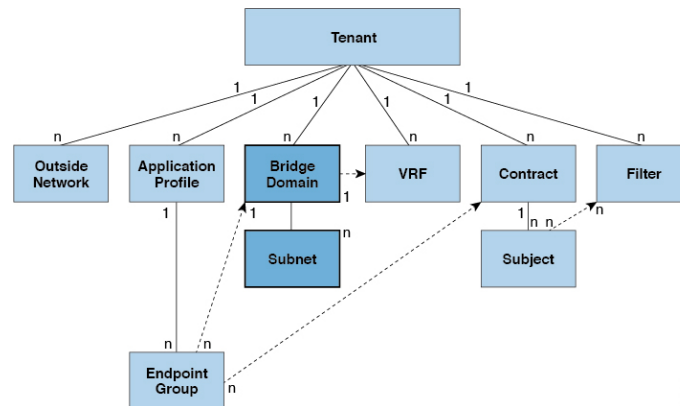 Tenant
1
1
1
1
1
1
n
n
n
n
n
n
Outside
Network
Application
Profile
Bridge
Domain
VRF
Contract
Filter
1
1
1
1
n
n
n
n
Subnet
Subject
n
n
Endpoint
Group
n